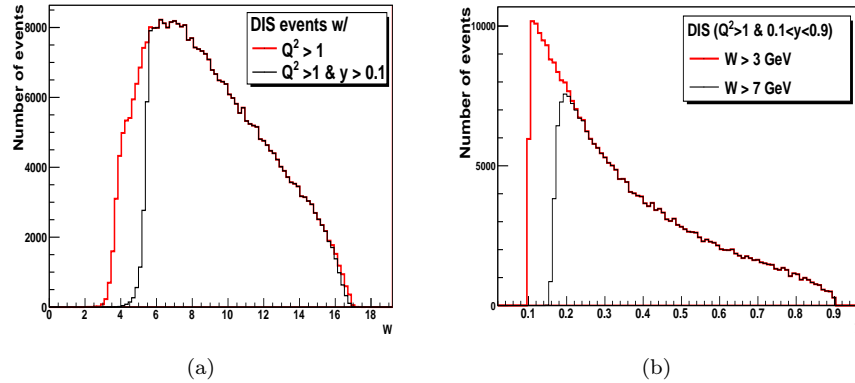 Number of events
8000
6000
4000
2000
0
DIS events w/
Q² > 1
Q² >1 & y > 0.1
0 2 4 6 8 10 12 14 16 18
W
(a)
Number of events
10000
5000
0
DIS (Q²>1 & 0.1<y<0.9)
W > 3 GeV
W > 7 GeV
0.1 0.2 0.3 0.4 0.5 0.6 0.7 0.8 0.9
(b)